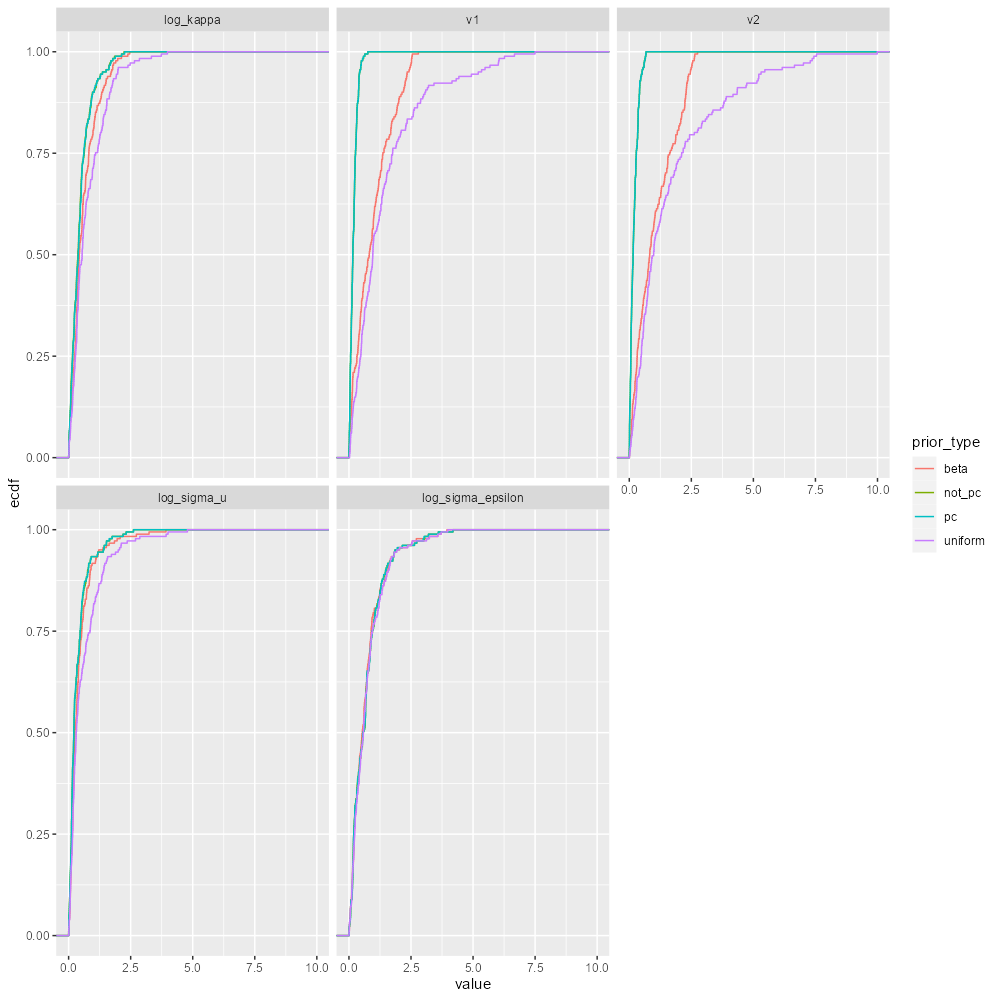 log_kappa
v1
v2
1.00
0.75
0.50
0.25
0.00
0.0 2.5 5.0 7.5 10.0
ecdf
log_sigma_u
log_sigma_epsilon
1.00
0.75
0.50
0.25
0.00
0.0 2.5 5.0 7.5 10.0
0.0 2.5 5.0 7.5 10.0
value
prior_type
beta
not_pc
pc
uniform